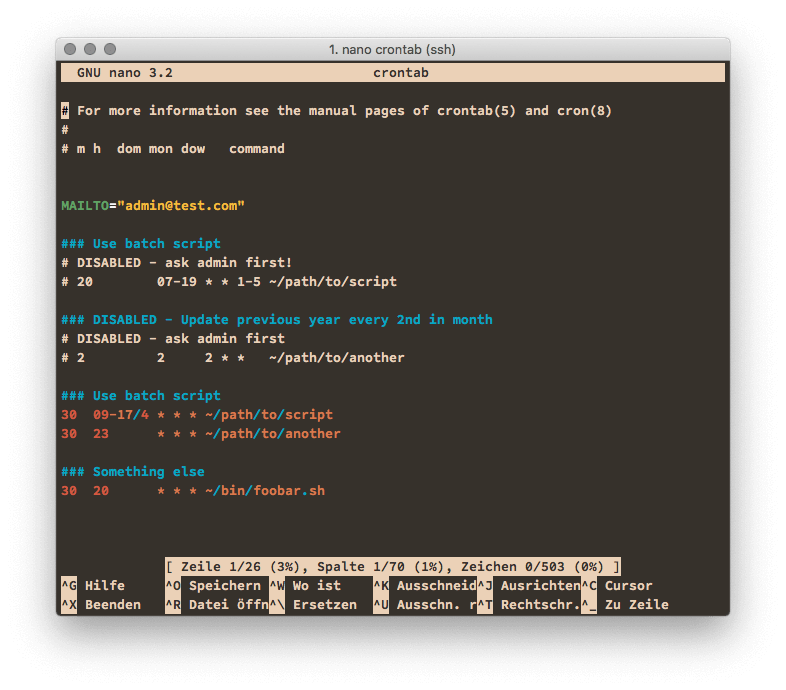 1. nano crontab (ssh)
GNU nano 3.2 crontab
# For more information see the manual pages of crontab(5) and cron(8)
#
# m h  dom mon dow   command
MAILTO="admin@test.com"
### Use batch script
# DISABLED - ask admin first!
# 20        07-19 * * 1-5 ~/path/to/script
### DISABLED - Update previous year every 2nd in month
# DISABLED - ask admin first
# 2         2     2 * *   ~/path/to/another
### Use batch script
30  09-17/4 * * * ~/path/to/script
30  23      * * * ~/path/to/another
### Something else
30  20      * * * ~/bin/foobar.sh
[ Zeile 1/26 (3%), Spalte 1/70 (1%), Zeichen 0/503 (0%) ]
^G Hilfe     ^O Speichern ^W Wo ist    ^K Ausschneid^J Ausrichten^C Cursor
^X Beenden   ^R Datei öffn^\ Ersetzen  ^U Ausschn. r^T Rechtschr.^_ Zu Zeile